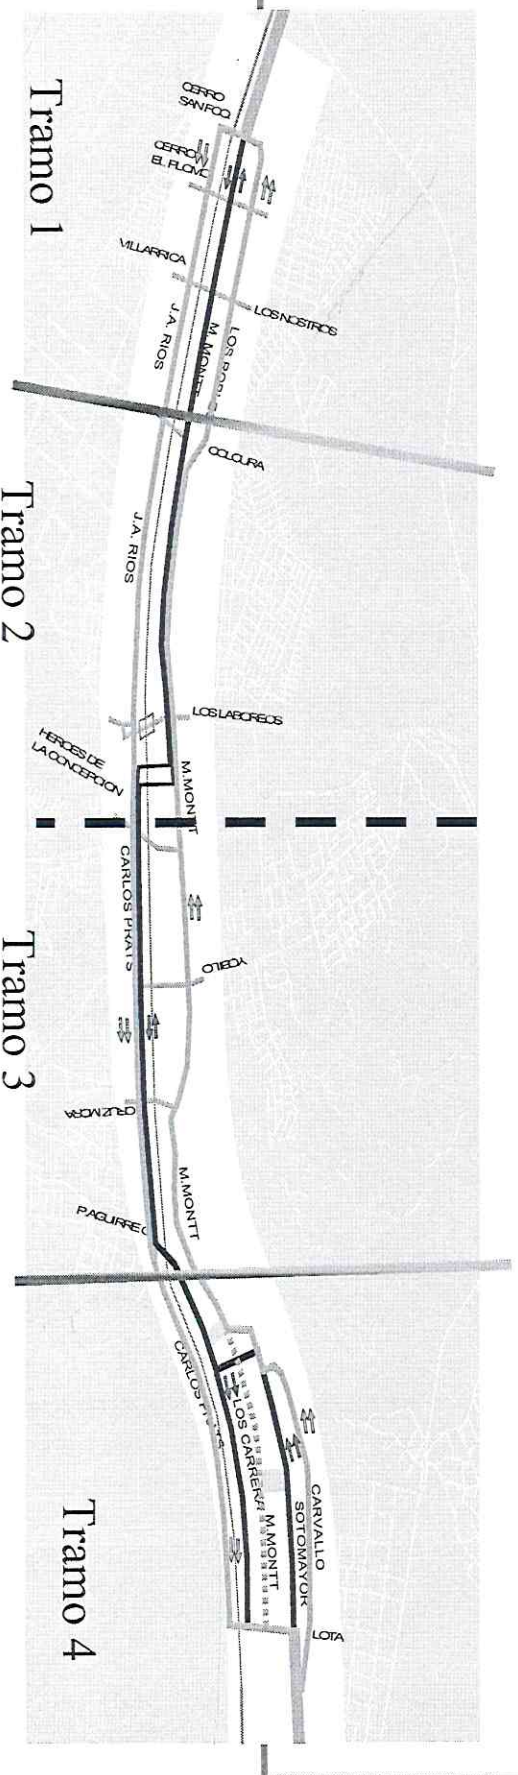 CERRO
SAN FCO.
CERRO
EL PLOMO
Tramo 1
VILLARRICA
LOS NOSTROS
J.A. RIOS
M. MONTT
COLCURA
Tramo 2
J.A. RIOS
LOS LABOREOS
HEROES DE
LA CONCEPCION
M.MONTT
CARLOS PRATS
Tramo 3
YOBILO
CRUZ MORA
P.AGUIRRE C
M.MONTT
CARLOS
LOS CARRERA
M.MONTT
SOTOMAYOR
CARVALLO
Tramo 4
LOTA